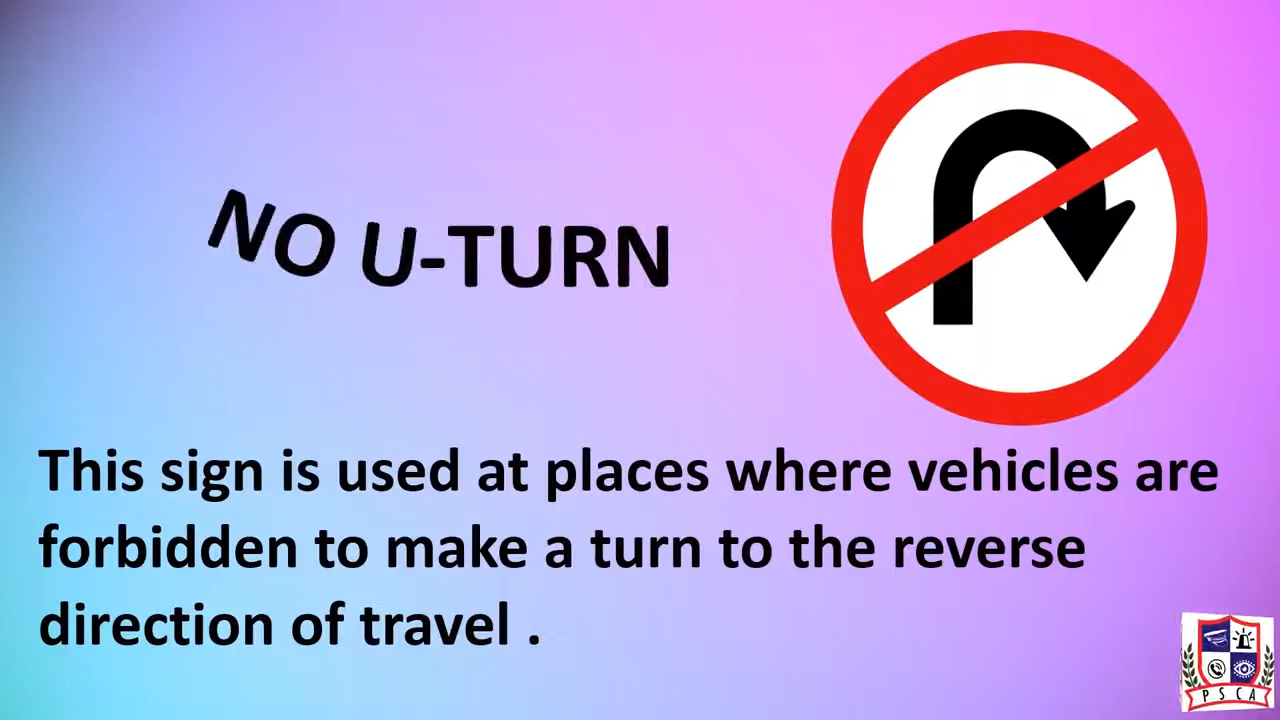 NO U-TURN
This sign is used at places where vehicles are
forbidden to make a turn to the reverse
direction of travel .
P S C A